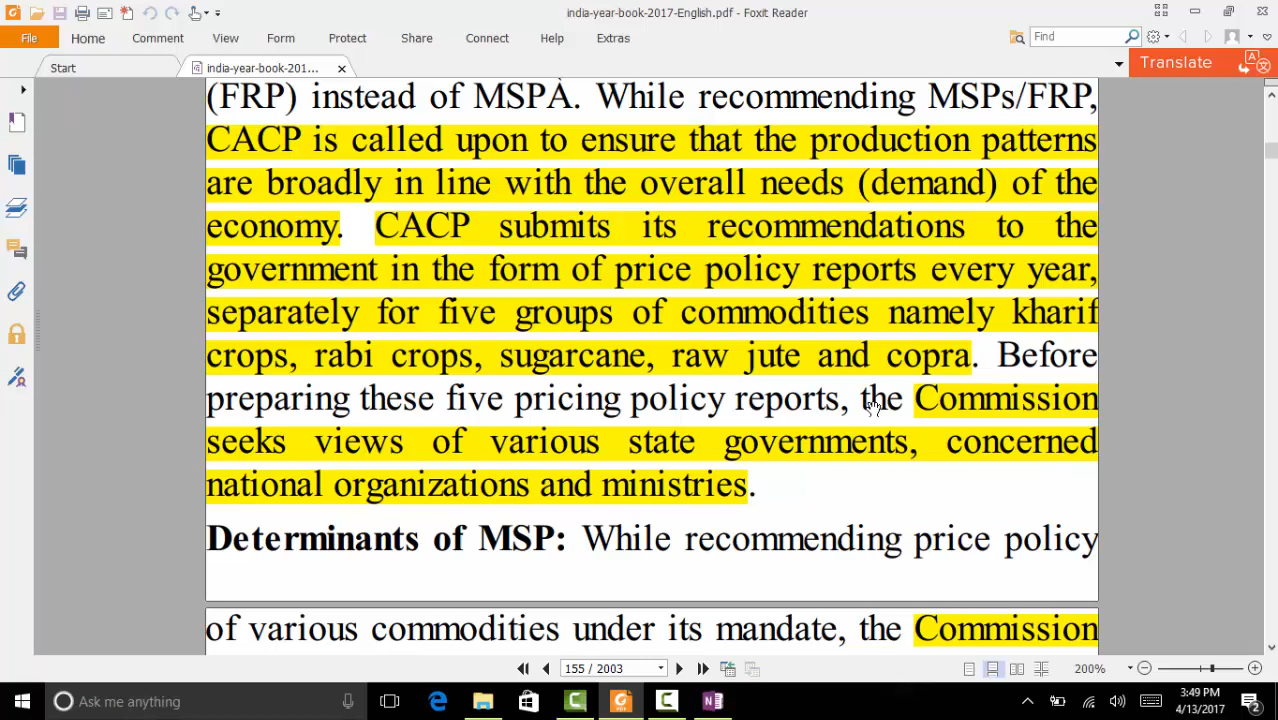 india-year-book-2017-English.pdf - Foxit Reader
File Home Comment View Form Protect Share Connect Help Extras Find
Start india-year-book-201... Translate
(FRP) instead of MSPÀ. While recommending MSPs/FRP,
CACP is called upon to ensure that the production patterns
are broadly in line with the overall needs (demand) of the
economy. CACP submits its recommendations to the
government in the form of price policy reports every year,
separately for five groups of commodities namely kharif
crops, rabi crops, sugarcane, raw jute and copra. Before
preparing these five pricing policy reports, the Commission
seeks views of various state governments, concerned
national organizations and ministries.
Determinants of MSP: While recommending price policy
of various commodities under its mandate, the Commission
155 / 2003 200%
Ask me anything 3:49 PM
4/13/2017 2